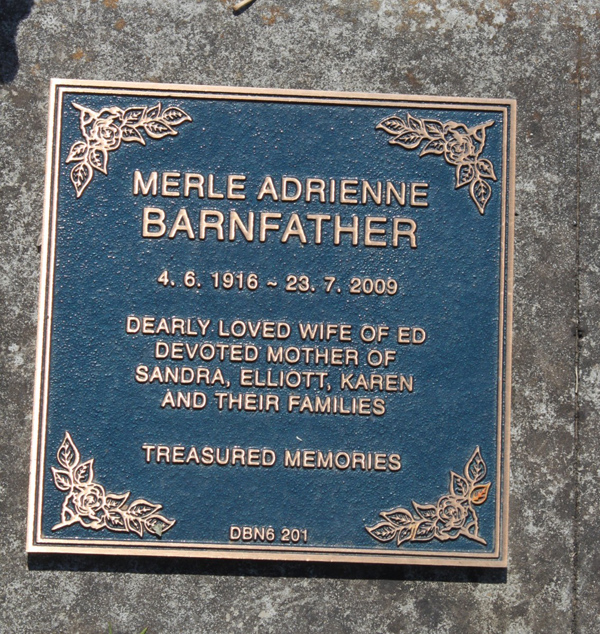 MERLE ADRIENNE
BARNFATHER
4. 6. 1916 ~ 23. 7. 2009
DEARLY LOVED WIFE OF ED
DEVOTED MOTHER OF
SANDRA, ELLIOTT, KAREN
AND THEIR FAMILIES
TREASURED MEMORIES
DBN6 201